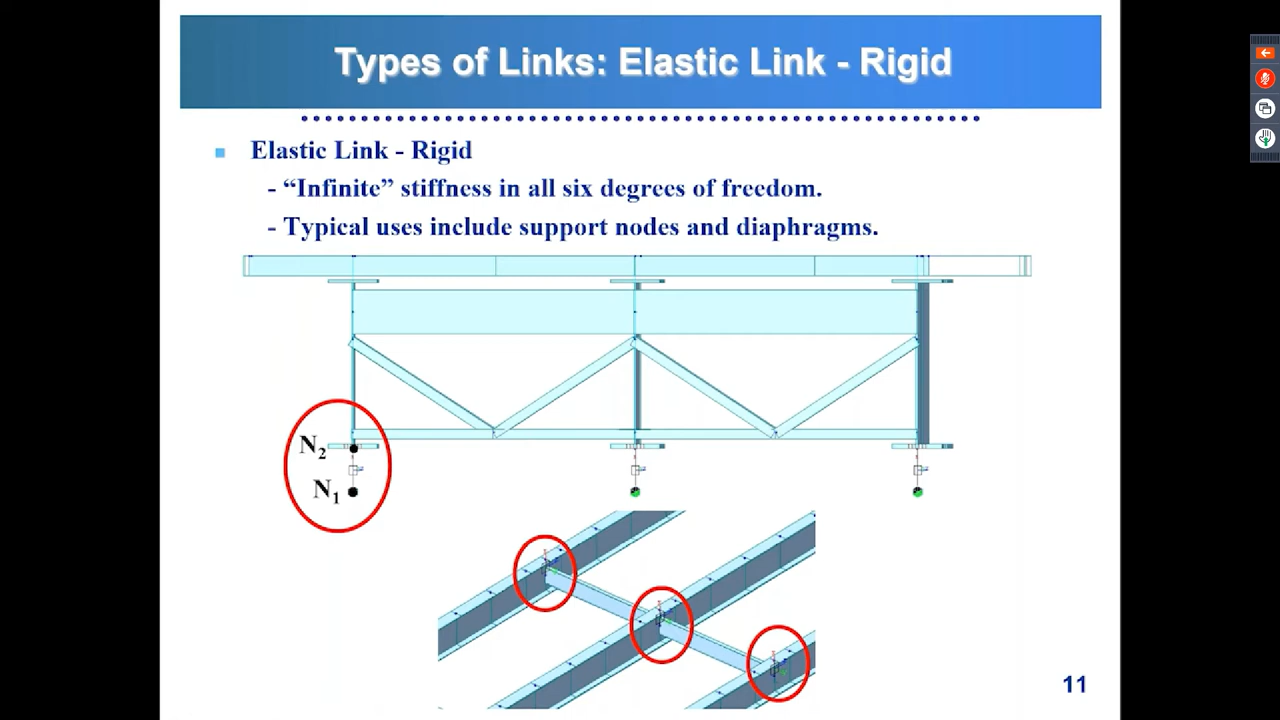 Types of Links: Elastic Link - Rigid
Elastic Link - Rigid
- “Infinite” stiffness in all six degrees of freedom.
- Typical uses include support nodes and diaphragms.
N2
N1
11